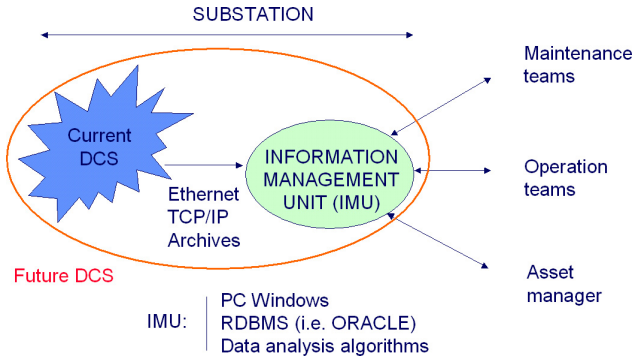 SUBSTATION
Maintenance
teams
Current
DCS
INFORMATION
MANAGEMENT
UNIT (IMU)
Ethernet
TCP/IP
Archives
Operation
teams
Future DCS
Asset
manager
IMU:
PC Windows
RDBMS (i.e. ORACLE)
Data analysis algorithms